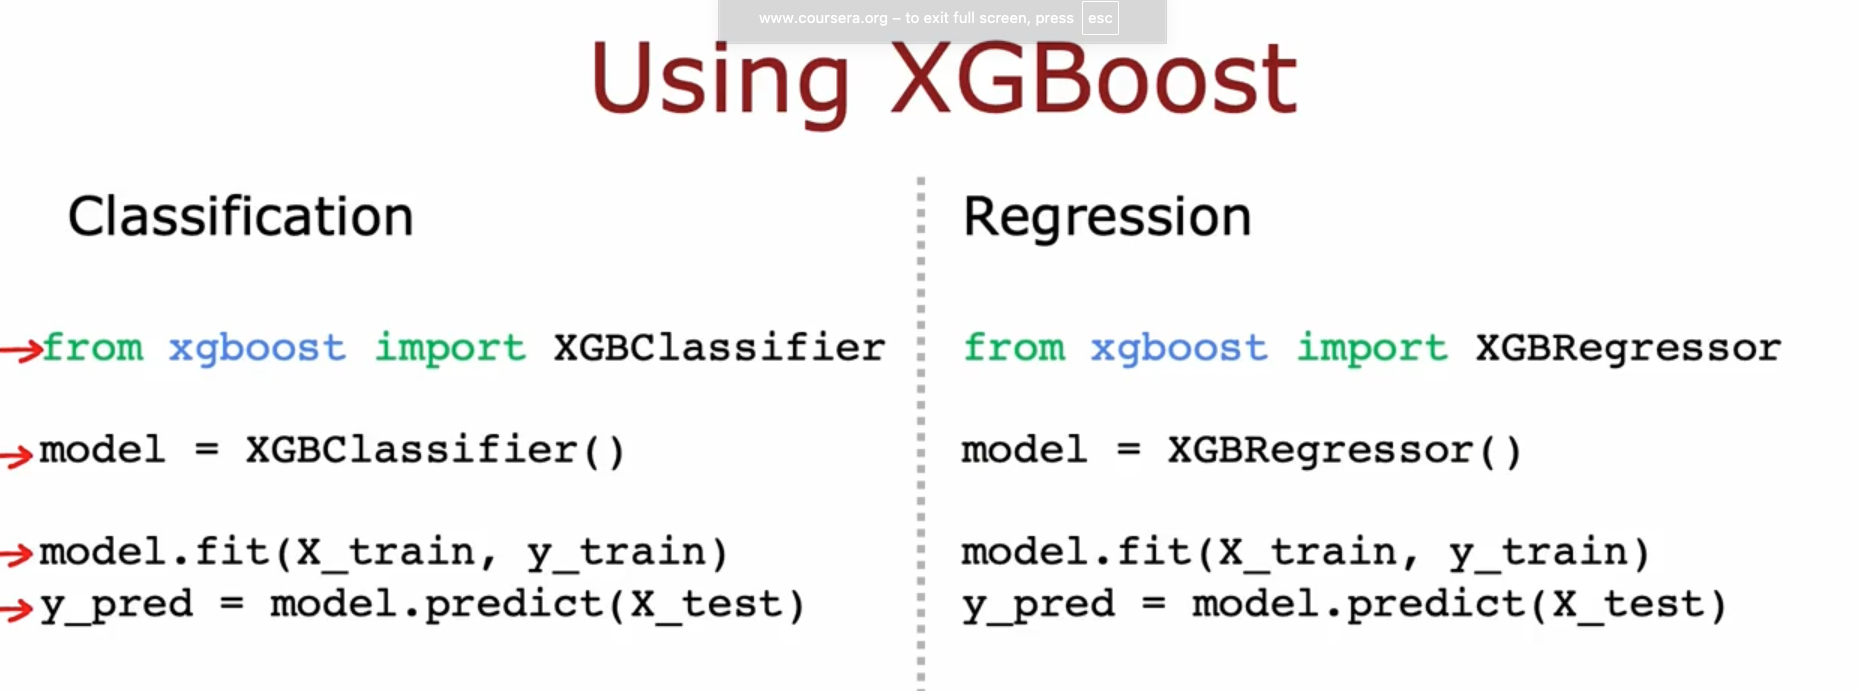 www.coursera.org – to exit full screen, press esc
Using XGBoost
Classification
from xgboost import XGBClassifier
model = XGBClassifier()
model.fit(X_train, y_train)
y_pred = model.predict(X_test)
Regression
from xgboost import XGBRegressor
model = XGBRegressor()
model.fit(X_train, y_train)
y_pred = model.predict(X_test)